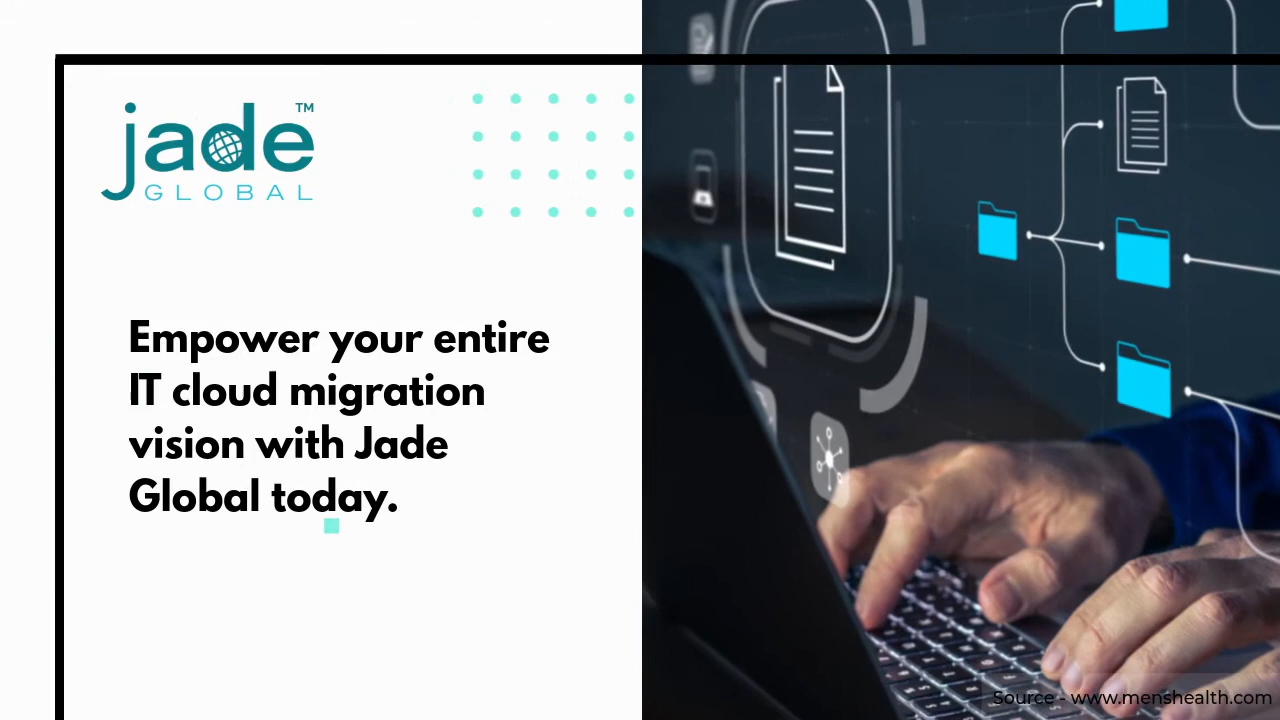 jade™
GLOBAL
Empower your entire
IT cloud migration
vision with Jade
Global today.
Source - www.menshealth.com